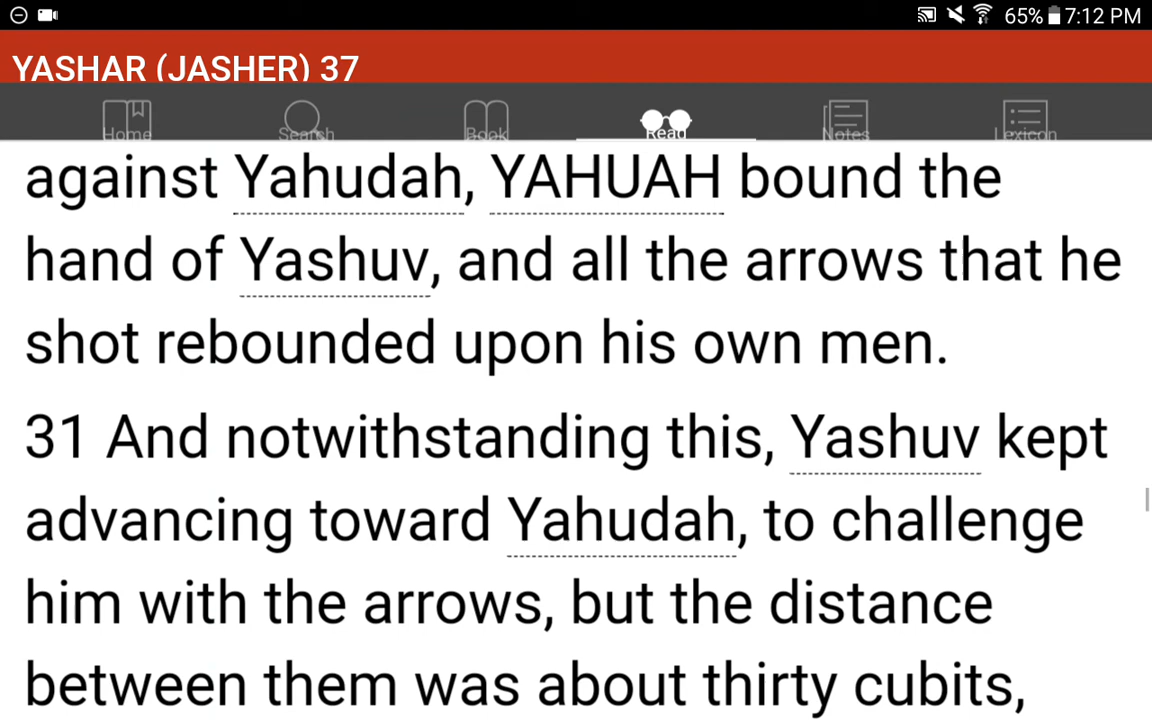 65% 7:12 PM
YASHAR (JASHER) 37
Home Search Book Read Notes Lexicon
against Yahudah, YAHUAH bound the
hand of Yashuv, and all the arrows that he
shot rebounded upon his own men.
31 And notwithstanding this, Yashuv kept
advancing toward Yahudah, to challenge
him with the arrows, but the distance
between them was about thirty cubits,